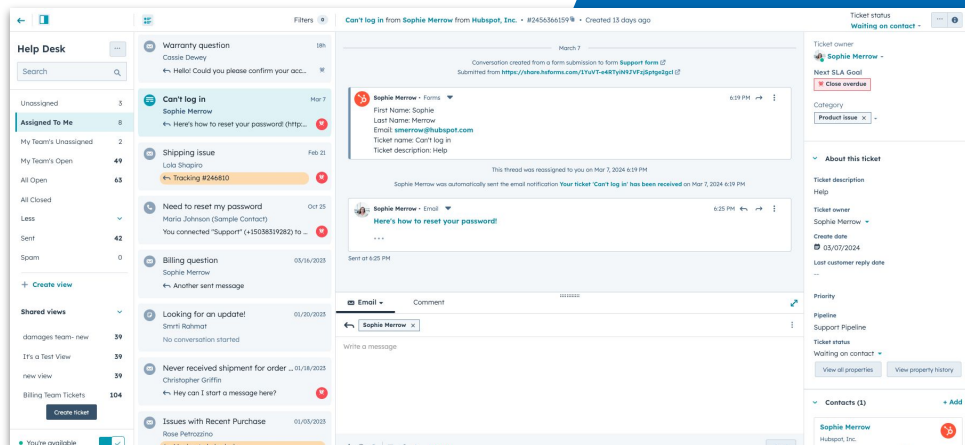 Filters 0
Can't log in from Sophie Merrow from Hubspot, Inc. • #2456366159 • Created 13 days ago
Ticket status
Waiting on contact
Help Desk
Search
Unassigned 3
Assigned To Me 8
My Team's Unassigned 2
My Team's Open 49
All Open 63
All Closed
Less
Sent 42
Spam 0
+ Create view
Shared views
damages team- new 39
It's a Test View 39
new view 39
Billing Team Tickets 104
Create ticket
You're available
Warranty question 18h
Cassie Dewey
Hello! Could you please confirm your acc...
Can't log in Mar 7
Sophie Merrow
Here's how to reset your password! (http:...
Shipping issue Feb 21
Lola Shapiro
Tracking #246810
Need to reset my password Oct 25
Maria Johnson (Sample Contact)
You connected "Support" (+15038319282) to ...
Billing question 03/16/2023
Sophie Merrow
Another sent message
Looking for an update! 01/20/2023
Smrti Rahmat
No conversation started
Never received shipment for order ... 01/18/2023
Christopher Griffin
Hey can I start a message here?
Issues with Recent Purchase 01/03/2023
Rose Petrozzino
March 7
Conversation created from a form submission to form Support form
Submitted from
Sophie Merrow • Forms 6:19 PM
First Name: Sophie
Last Name: Merrow
Email: smerrow@hubspot.com
Ticket name: Can't log in
Ticket description: Help
This thread was reassigned to you on Mar 7, 2024 6:19 PM
Sophie Merrow was automatically sent the email notification Your ticket 'Can't log in' has been received on Mar 7, 2024 6:19 PM
Sophie Merrow • Email 6:25 PM
Here's how to reset your password!
Sent at 6:25 PM
Email
Comment
Sophie Merrow ×
Write a message
Ticket owner
Sophie Merrow
Next SLA Goal
Close overdue
Category
Product issue ×
About this ticket
Ticket description
Help
Ticket owner
Sophie Merrow
Create date
03/07/2024
Last customer reply date
--
Priority
Pipeline
Support Pipeline
Ticket status
Waiting on contact
View all properties
View property history
Contacts (1) + Add
Sophie Merrow
Hubspot, Inc.